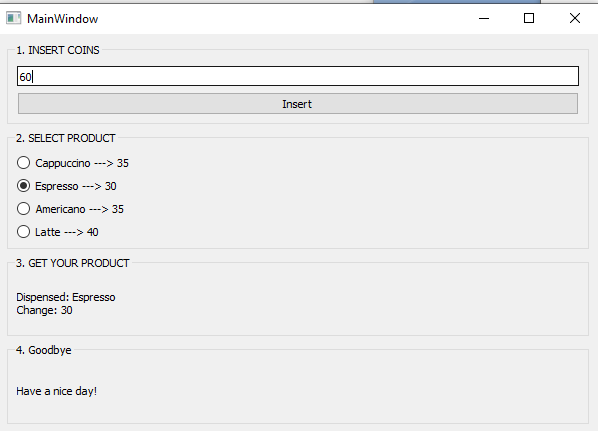 MainWindow
1. INSERT COINS
60
Insert
2. SELECT PRODUCT
Cappuccino ---> 35
Espresso ---> 30
Americano ---> 35
Latte ---> 40
3. GET YOUR PRODUCT
Dispensed: Espresso
Change: 30
4. Goodbye
Have a nice day!